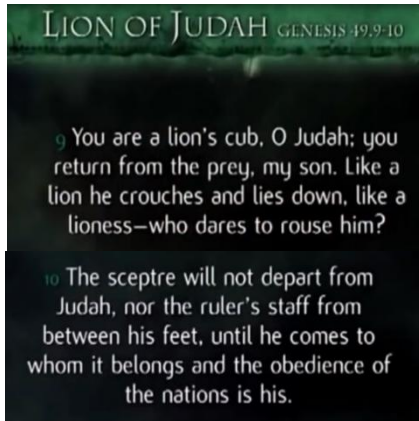 LION OF JUDAH GENESIS 49.9-10
9 You are a lion's cub, O Judah; you
return from the prey, my son. Like a
lion he crouches and lies down, like a
lioness—who dares to rouse him?
10 The sceptre will not depart from
Judah, nor the ruler's staff from
between his feet, until he comes to
whom it belongs and the obedience of
the nations is his.